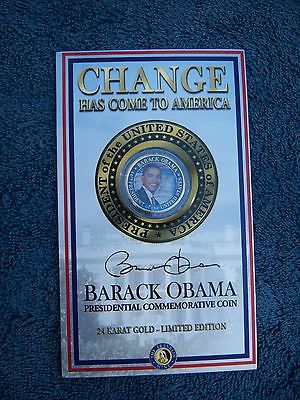 CHANGE
HAS COME TO AMERICA
PRESIDENT of the UNITED STATES of AMERICA
BARACK OBAMA
BARACK OBAMA
PRESIDENTIAL COMMEMORATIVE COIN
24 KARAT GOLD - LIMITED EDITION